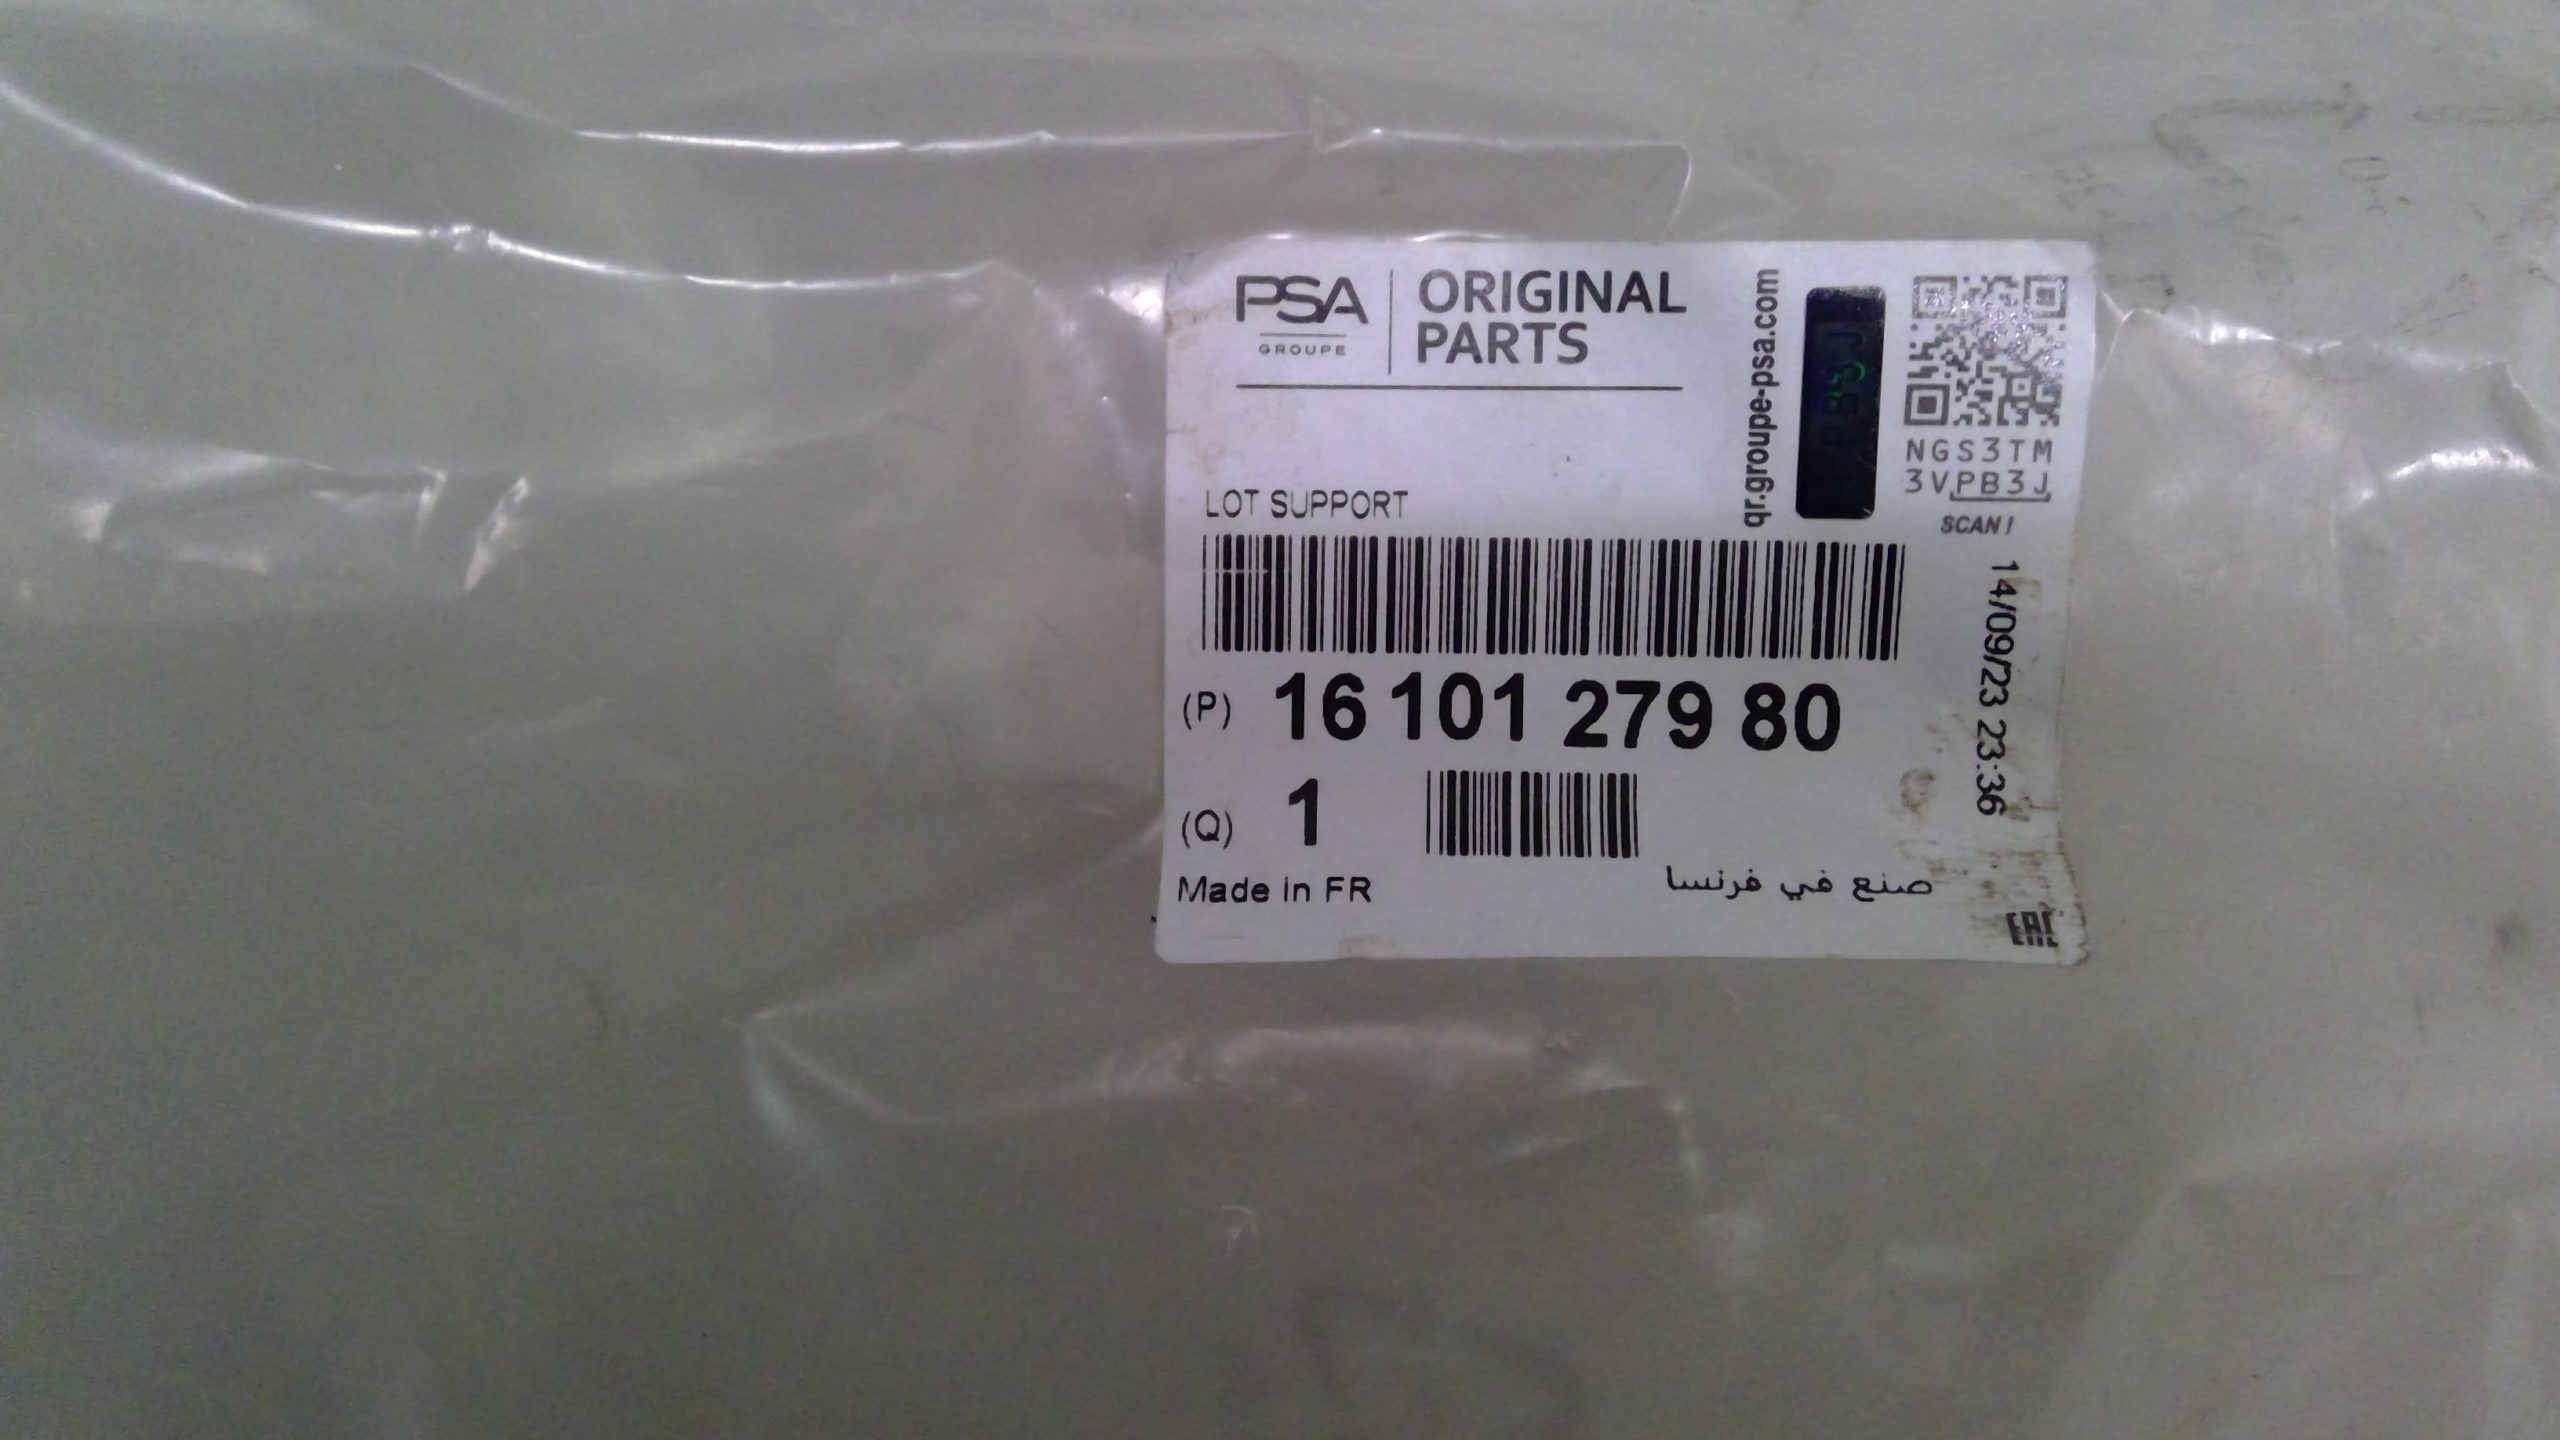 PSA
GROUPE
ORIGINAL
PARTS
qr.groupe-psa.com
PB3J
NGS3TM
3VPB3J
SCAN!
LOT SUPPORT
(P) 16 101 279 80
14/09/23 23:36
(Q) 1
Made in FR
صنع في فرنسا
EAC